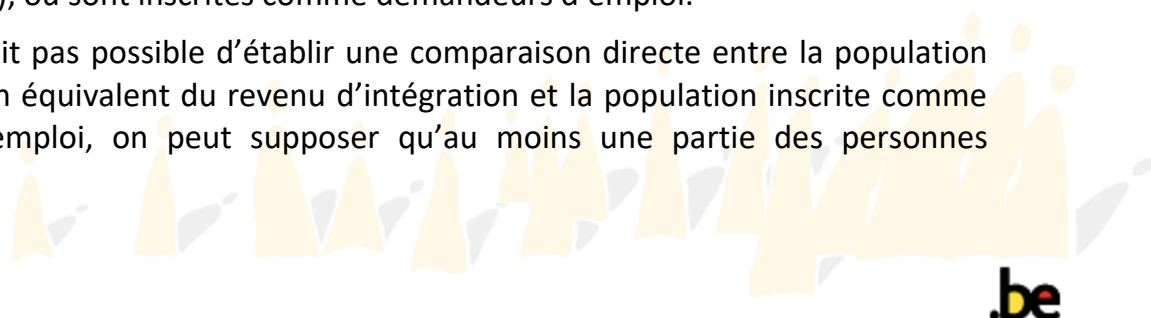 ), ou sont inscrites comme demandeurs d'emploi.
it pas possible d'établir une comparaison directe entre la population
n équivalent du revenu d'intégration et la population inscrite comme
emploi, on peut supposer qu'au moins une partie des personnes
.be